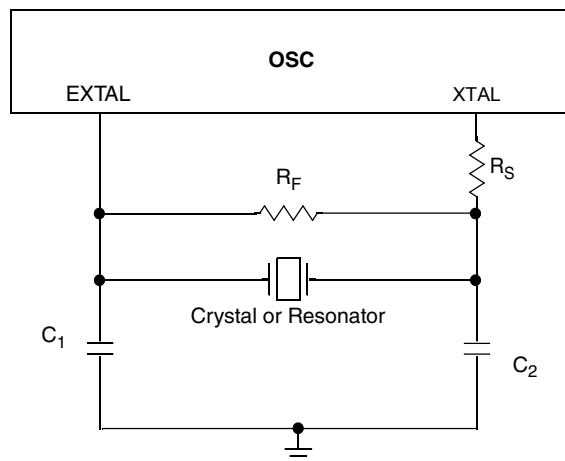 OSC
EXTAL
XTAL
R_S
R_F
Crystal or Resonator
C_1
C_2